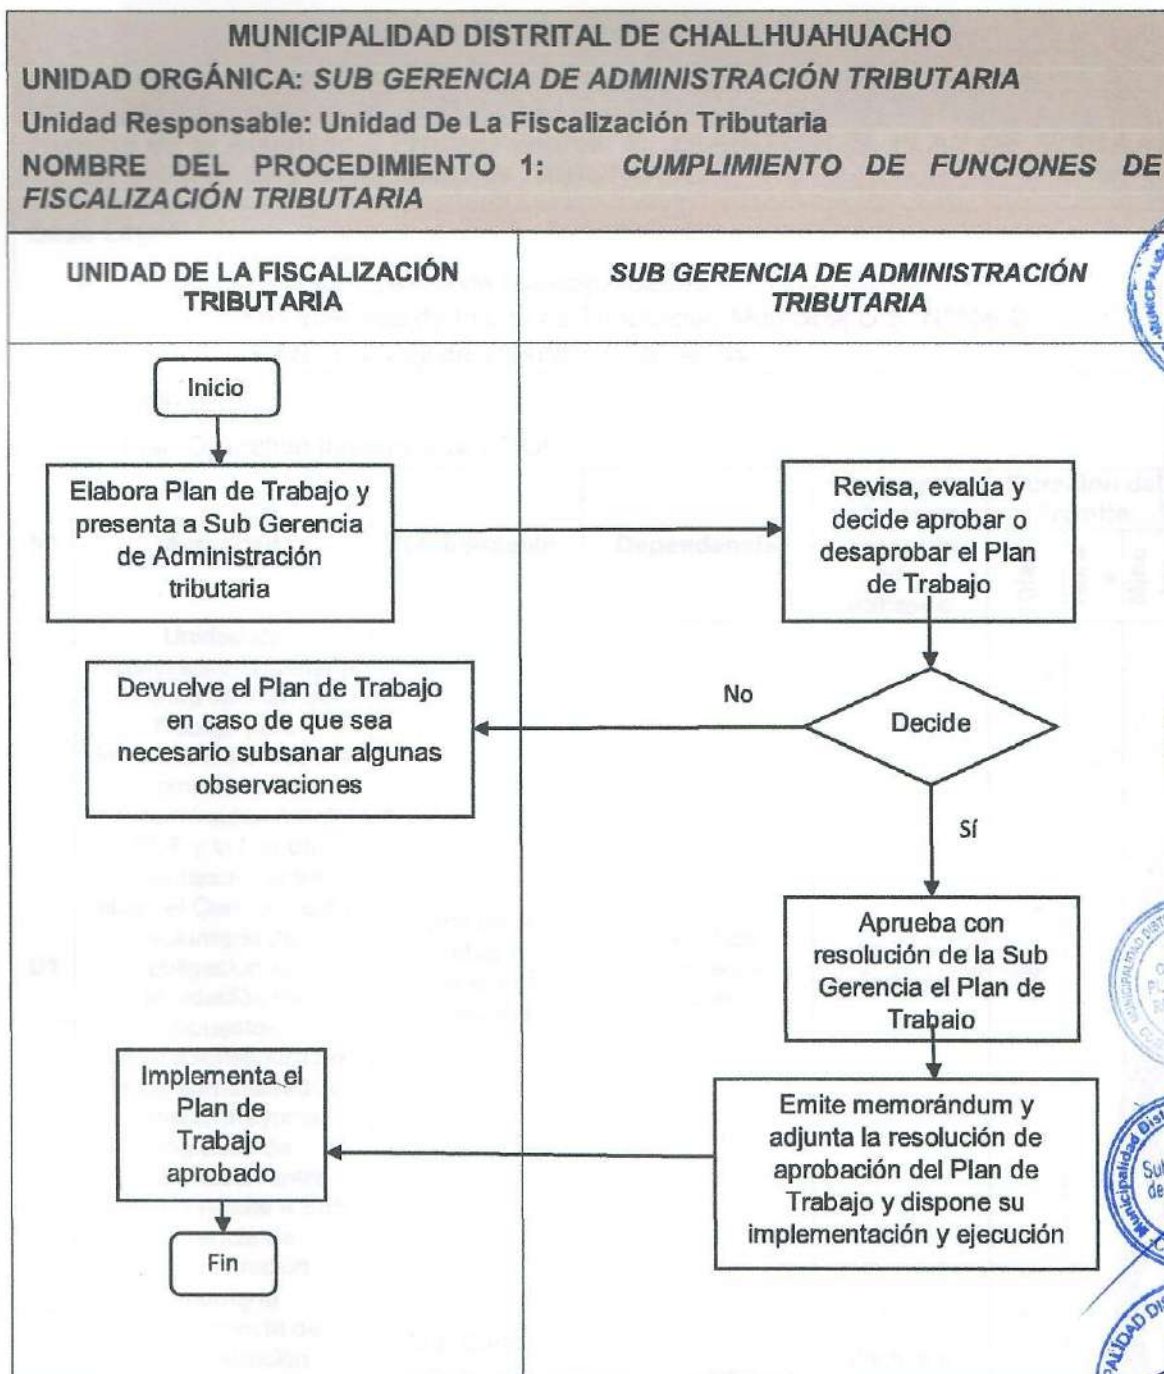 MUNICIPALIDAD DISTRITAL DE CHALLHUAHUACHO
UNIDAD ORGÁNICA: SUB GERENCIA DE ADMINISTRACIÓN TRIBUTARIA
Unidad Responsable: Unidad De La Fiscalización Tributaria
NOMBRE DEL PROCEDIMIENTO 1: CUMPLIMIENTO DE FUNCIONES DE
FISCALIZACIÓN TRIBUTARIA
UNIDAD DE LA FISCALIZACIÓN
TRIBUTARIA
SUB GERENCIA DE ADMINISTRACIÓN
TRIBUTARIA
Inicio
Elabora Plan de Trabajo y
presenta a Sub Gerencia
de Administración
tributaria
Revisa, evalúa y
decide aprobar o
desaprobar el Plan
de Trabajo
Devuelve el Plan de Trabajo
en caso de que sea
necesario subsanar algunas
observaciones
No
Decide
Sí
Aprueba con
resolución de la Sub
Gerencia el Plan de
Trabajo
Implementa el
Plan de
Trabajo
aprobado
Emite memorándum y
adjunta la resolución de
aprobación del Plan de
Trabajo y dispone su
implementación y ejecución
Fin